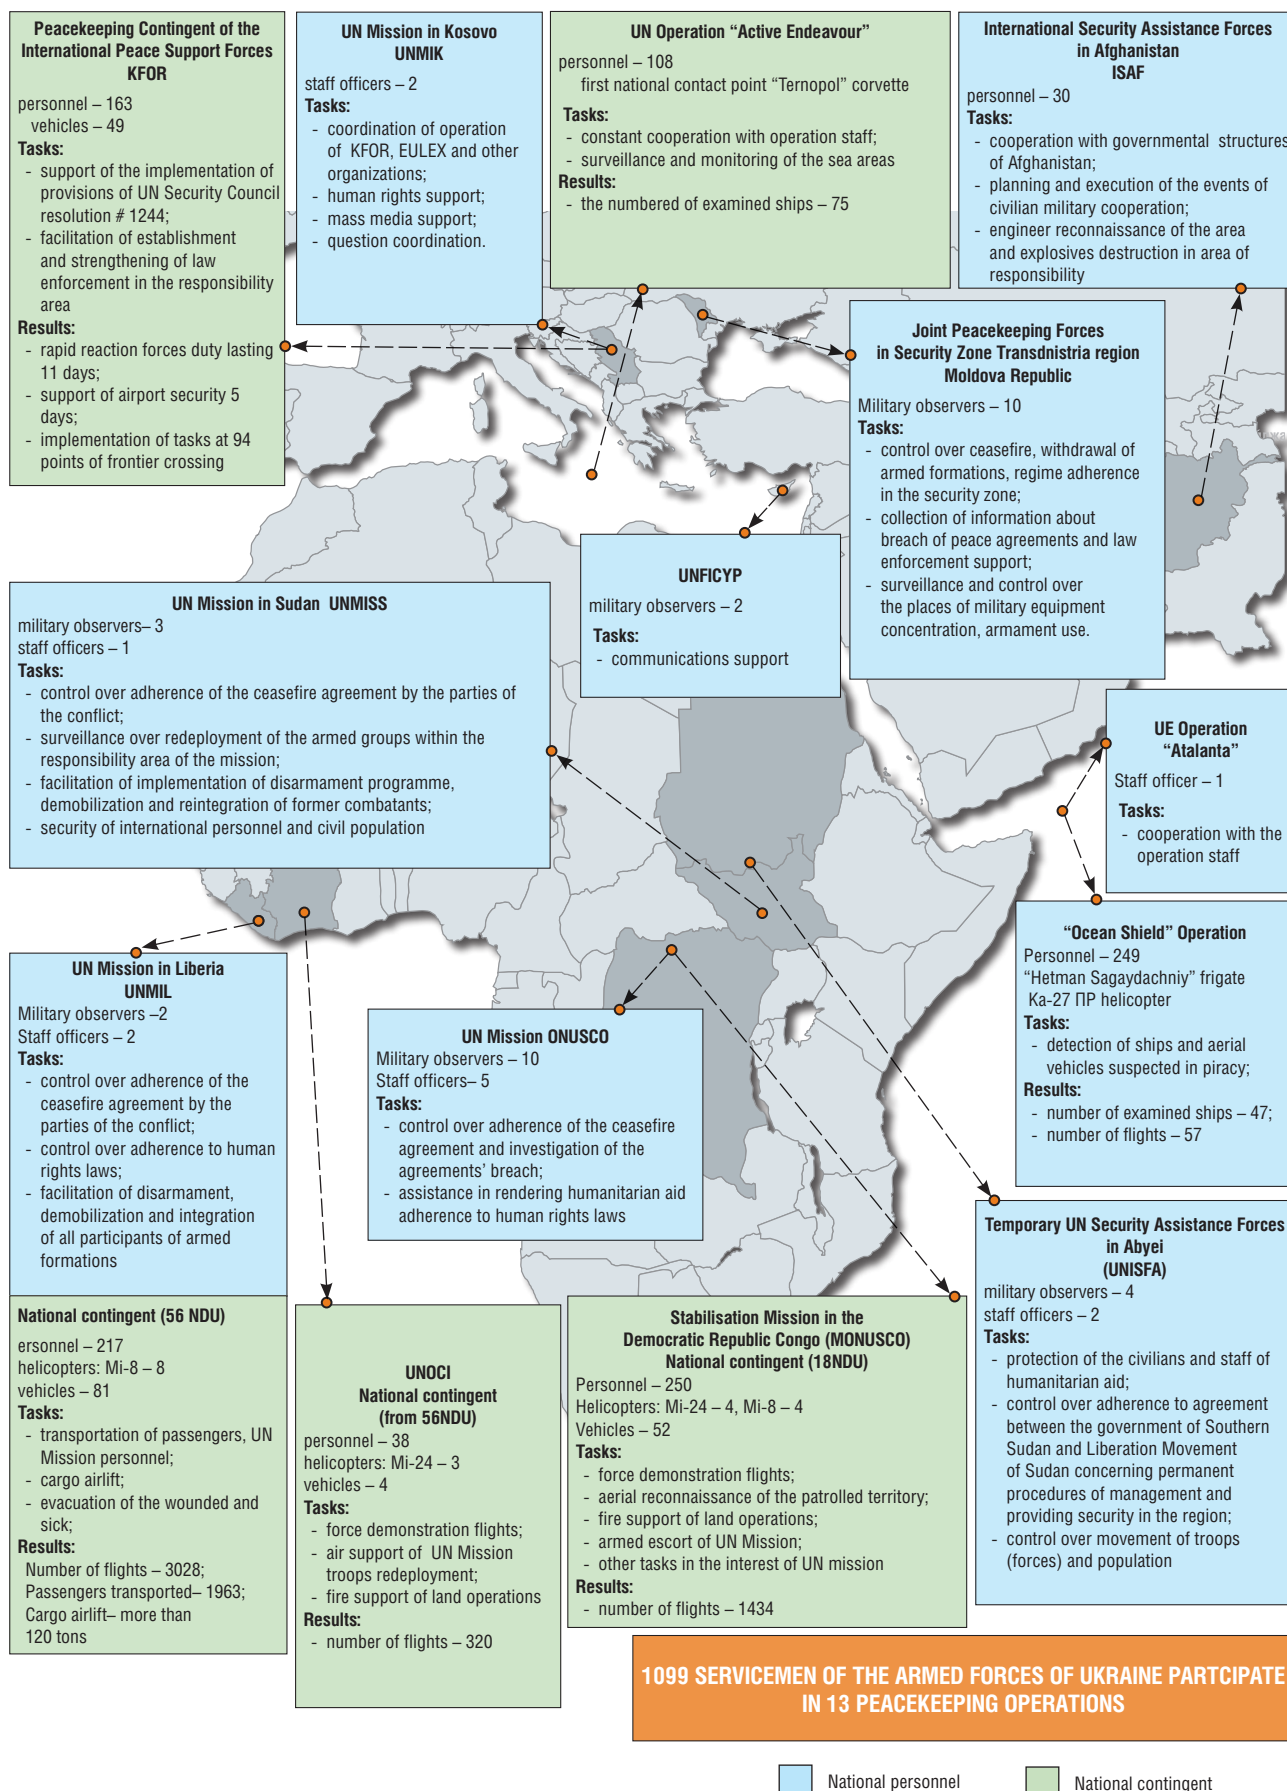 Peacekeeping Contingent of the
International Peace Support Forces
KFOR
personnel – 163
vehicles – 49
Tasks:
- support of the implementation of
provisions of UN Security Council
resolution # 1244;
- facilitation of establishment
and strengthening of law
enforcement in the responsibility
area
Results:
- rapid reaction forces duty lasting
11 days;
- support of airport security 5
days;
- implementation of tasks at 94
points of frontier crossing
UN Mission in Kosovo
UNMIK
staff officers – 2
Tasks:
- coordination of operation
of KFOR, EULEX and other
organizations;
- human rights support;
- mass media support;
- question coordination.
UN Operation “Active Endeavour”
personnel – 108
first national contact point “Ternopol” corvette
Tasks:
- constant cooperation with operation staff;
- surveillance and monitoring of the sea areas
Results:
- the numbered of examined ships – 75
International Security Assistance Forces
in Afghanistan
ISAF
personnel – 30
Tasks:
- cooperation with governmental structures
of Afghanistan;
- planning and execution of the events of
civilian military cooperation;
- engineer reconnaissance of the area
and explosives destruction in area of
responsibility
Joint Peacekeeping Forces
in Security Zone Transdnistria region
Moldova Republic
Military observers – 10
Tasks:
- control over ceasefire, withdrawal of
armed formations, regime adherence
in the security zone;
- collection of information about
breach of peace agreements and law
enforcement support;
- surveillance and control over
the places of military equipment
concentration, armament use.
UNFICYP
military observers – 2
Tasks:
- communications support
UN Mission in Sudan UNMISS
military observers– 3
staff officers – 1
Tasks:
- control over adherence of the ceasefire agreement by the parties of
the conflict;
- surveillance over redeployment of the armed groups within the
responsibility area of the mission;
- facilitation of implementation of disarmament programme,
demobilization and reintegration of former combatants;
- security of international personnel and civil population
UE Operation
“Atalanta”
Staff officer – 1
Tasks:
- cooperation with the
operation staff
“Ocean Shield” Operation
Personnel – 249
“Hetman Sagaydachniy” frigate
Ka-27 ПР helicopter
Tasks:
- detection of ships and aerial
vehicles suspected in piracy;
Results:
- number of examined ships – 47;
- number of flights – 57
UN Mission in Liberia
UNMIL
Military observers –2
Staff officers – 2
Tasks:
- control over adherence of the
ceasefire agreement by the
parties of the conflict;
- control over adherence to human
rights laws;
- facilitation of disarmament,
demobilization and integration
of all participants of armed
formations
UN Mission ONUSCO
Military observers – 10
Staff officers– 5
Tasks:
- control over adherence of the ceasefire
agreement and investigation of the
agreements’ breach;
- assistance in rendering humanitarian aid
adherence to human rights laws
Temporary UN Security Assistance Forces
in Abyei
(UNISFA)
military observers – 4
staff officers – 2
Tasks:
- protection of the civilians and staff of
humanitarian aid;
- control over adherence to agreement
between the government of Southern
Sudan and Liberation Movement
of Sudan concerning permanent
procedures of management and
providing security in the region;
- control over movement of troops
(forces) and population
National contingent (56 NDU)
ersonnel – 217
helicopters: Mi-8 – 8
vehicles – 81
Tasks:
- transportation of passengers, UN
Mission personnel;
- cargo airlift;
- evacuation of the wounded and
sick;
Results:
Number of flights – 3028;
Passengers transported– 1963;
Cargo airlift– more than
120 tons
UNOCI
National contingent
(from 56NDU)
personnel – 38
helicopters: Mi-24 – 3
vehicles – 4
Tasks:
- force demonstration flights;
- air support of UN Mission
troops redeployment;
- fire support of land operations
Results:
- number of flights – 320
Stabilisation Mission in the
Democratic Republic Congo (MONUSCO)
National contingent (18NDU)
Personnel – 250
Helicopters: Mi-24 – 4, Mi-8 – 4
Vehicles – 52
Tasks:
- force demonstration flights;
- aerial reconnaissance of the patrolled territory;
- fire support of land operations;
- armed escort of UN Mission;
- other tasks in the interest of UN mission
Results:
- number of flights – 1434
1099 SERVICEMEN OF THE ARMED FORCES OF UKRAINE PARTCIPATE
IN 13 PEACEKEEPING OPERATIONS
National personnel
National contingent